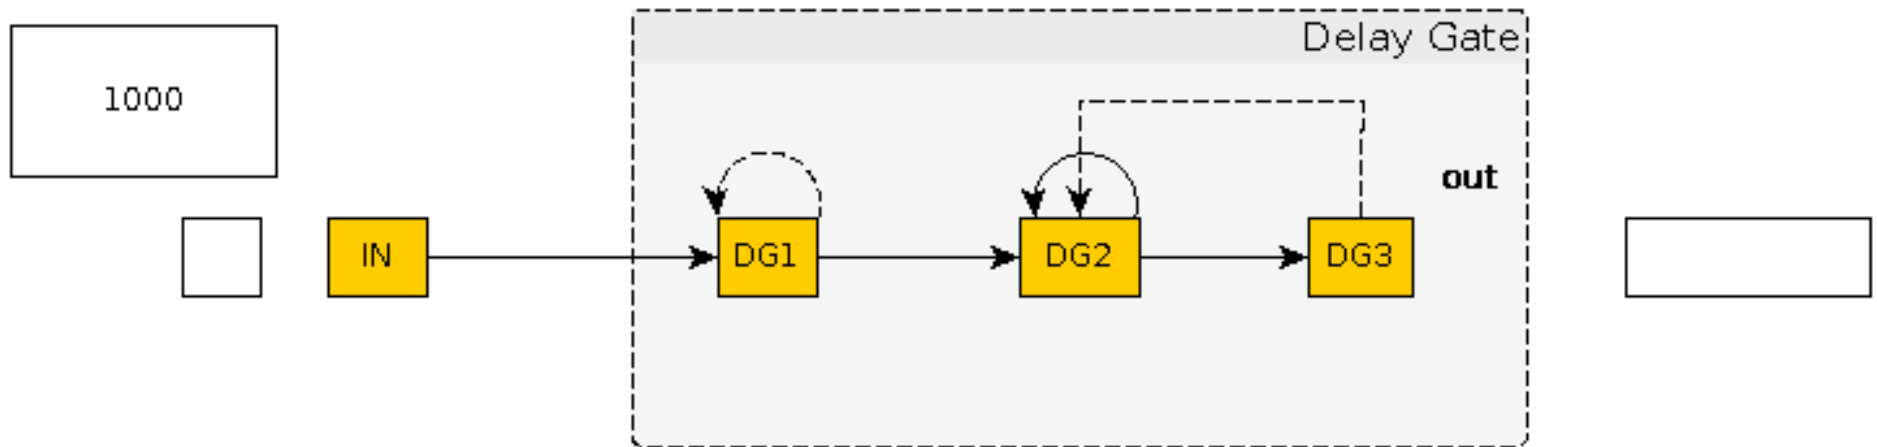 Delay Gate
1000
out
IN
DG1
DG2
DG3